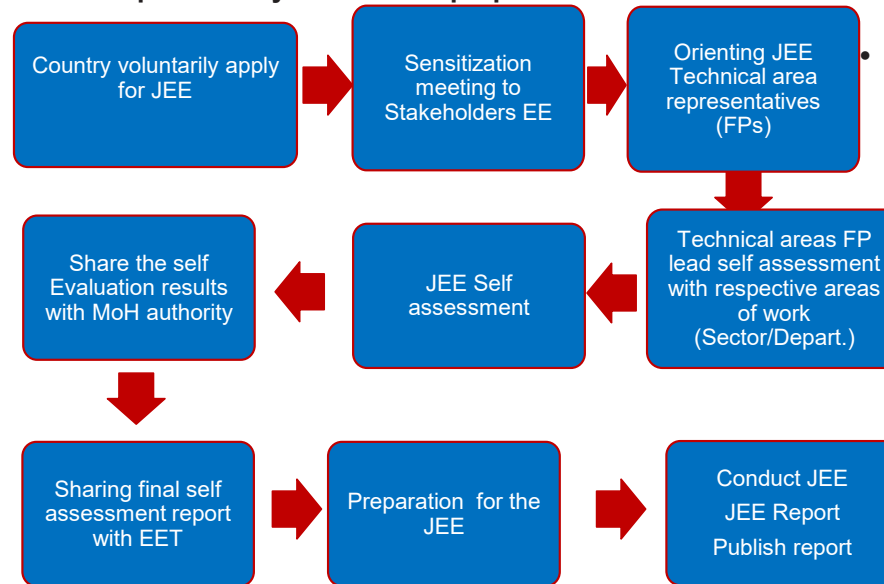 Country voluntarily apply
for JEE
Sensitization
meeting to
Stakeholders EE
Orienting JEE
Technical area
representatives
(FPs)
•
Share the self
Evaluation results
with MoH authority
JEE Self
assessment
Technical areas FP
lead self assessment
with respective areas
of work
(Sector/Depart.)
Sharing final self
assessment report
with EET
Preparation for the
JEE
Conduct JEE
JEE Report
Publish report